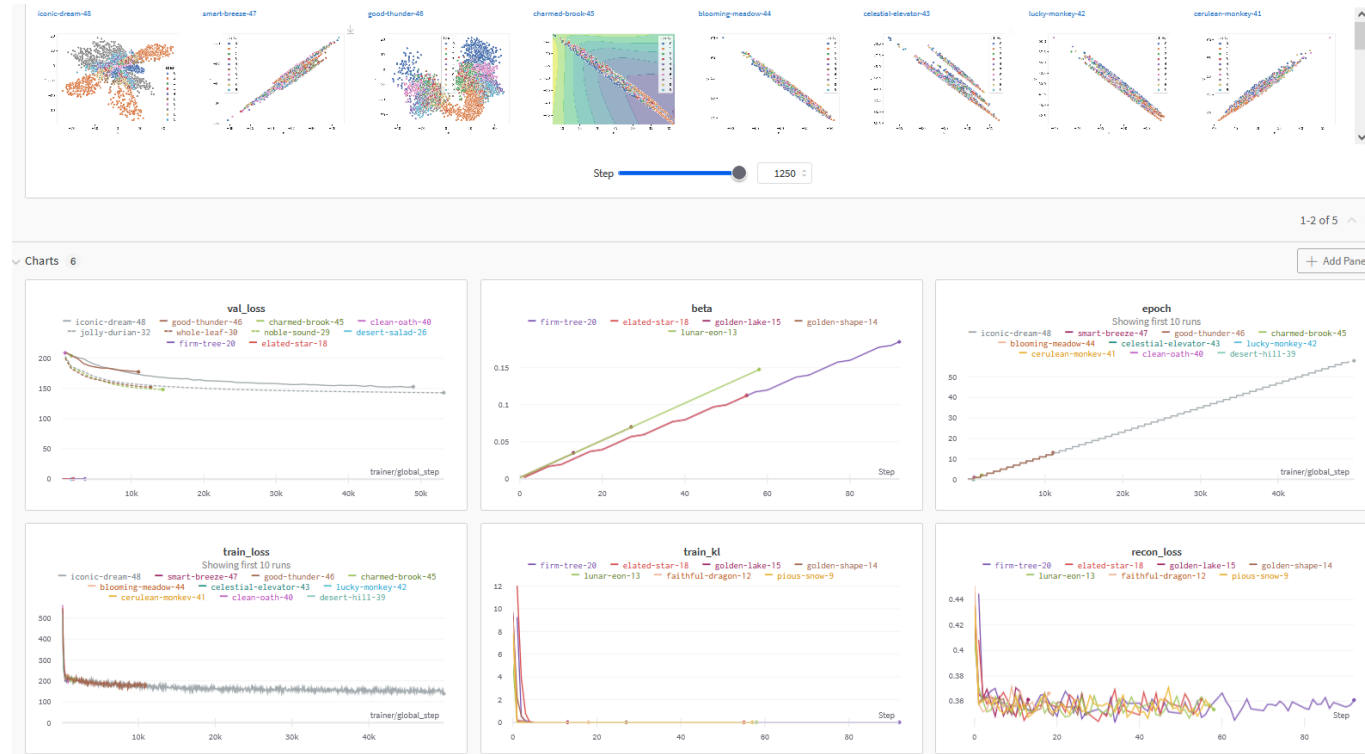 iconic-dream-48 smart-breeze-47 good-thunder-46 charmed-brook-45 blooming-meadow-44 celestial-elevator-43 lucky-monkey-42 cerulean-monkey-41
Step 1250
1-2 of 5
Charts 6
Add Pane
val_loss
iconic-dream-48 good-thunder-46 charmed-brook-45 clean-oath-40
jolly-durian-32 whole-leaf-30 noble-sound-29 desert-salad-26
firm-tree-20 elated-star-18
200
150
100
50
0
trainer/global_step
10k 20k 30k 40k 50k
beta
firm-tree-20 elated-star-18 golden-lake-15 golden-shape-14
lunar-eon-13
0.15
0.1
0.05
0
Step
0 20 40 60 80
epoch
Showing first 10 runs
iconic-dream-48 smart-breeze-47 good-thunder-46 charmed-brook-45
blooming-meadow-44 celestial-elevator-43 lucky-monkey-42
cerulean-monkey-41 clean-oath-40 desert-hill-39
50
40
30
20
10
0
trainer/global_step
10k 20k 30k 40k
train_loss
Showing first 10 runs
iconic-dream-48 smart-breeze-47 good-thunder-46 charmed-brook-45
blooming-meadow-44 celestial-elevator-43 lucky-monkey-42
cerulean-monkey-41 clean-oath-40 desert-hill-39
500
400
300
200
100
0
trainer/global_step
10k 20k 30k 40k
train_kl
firm-tree-20 elated-star-18 golden-lake-15 golden-shape-14
lunar-eon-13 faithful-dragon-12 pious-snow-9
12
10
8
6
4
2
0
Step
0 20 40 60 80
recon_loss
firm-tree-20 elated-star-18 golden-lake-15 golden-shape-14
lunar-eon-13 faithful-dragon-12 pious-snow-9
0.44
0.42
0.4
0.38
0.36
Step
0 20 40 60 80